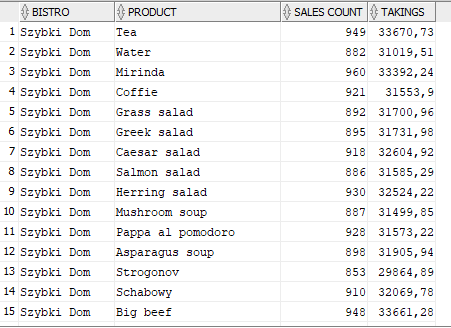 BISTRO PRODUCT SALES COUNT TAKINGS
1 Szybki Dom Tea 949 33670,73
2 Szybki Dom Water 882 31019,51
3 Szybki Dom Mirinda 960 33392,24
4 Szybki Dom Coffie 921 31553,9
5 Szybki Dom Grass salad 882 31700,96
6 Szybki Dom Greek salad 895 31731,98
7 Szybki Dom Caesar salad 918 32604,92
8 Szybki Dom Salmon salad 886 31585,29
9 Szybki Dom Herring salad 930 32524,22
10 Szybki Dom Mushroom soup 887 31499,85
11 Szybki Dom Pappa al pomodoro 928 31573,22
12 Szybki Dom Asparagus soup 898 31905,94
13 Szybki Dom Strogonov 853 29864,89
14 Szybki Dom Schabowy 910 32069,78
15 Szybki Dom Big beef 948 33661,28